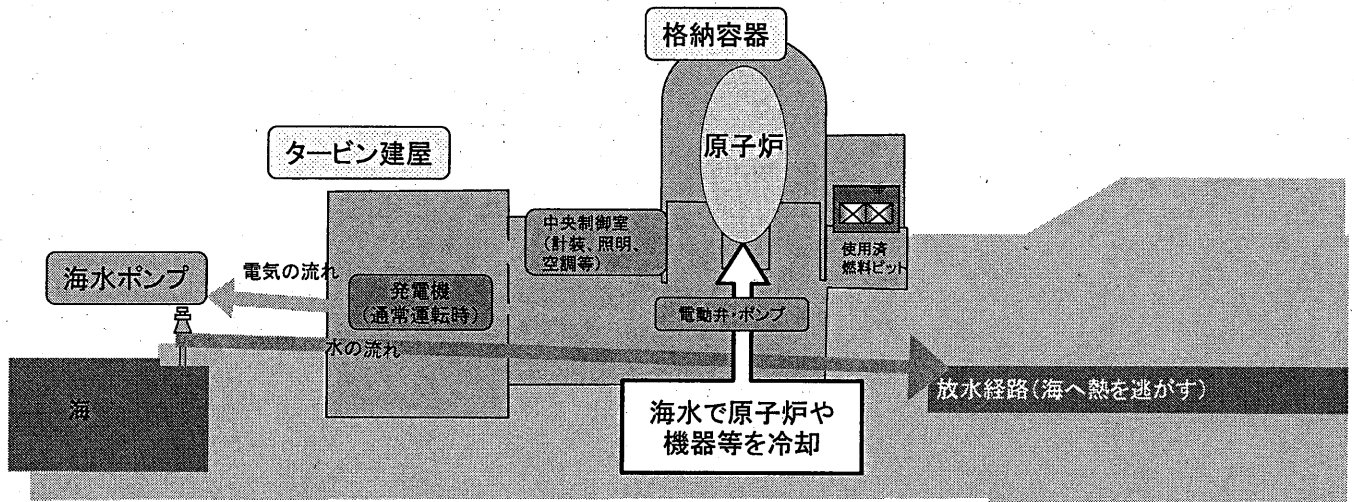 格納容器
原子炉
タービン建屋
中央制御室
(計装、照明、
空調等)
使用済
燃料ピット
海水ポンプ
電気の流れ
発電機
(通常運転時)
電動弁・ポンプ
水の流れ
海
放水経路(海へ熱を逃がす)
海水で原子炉や
機器等を冷却